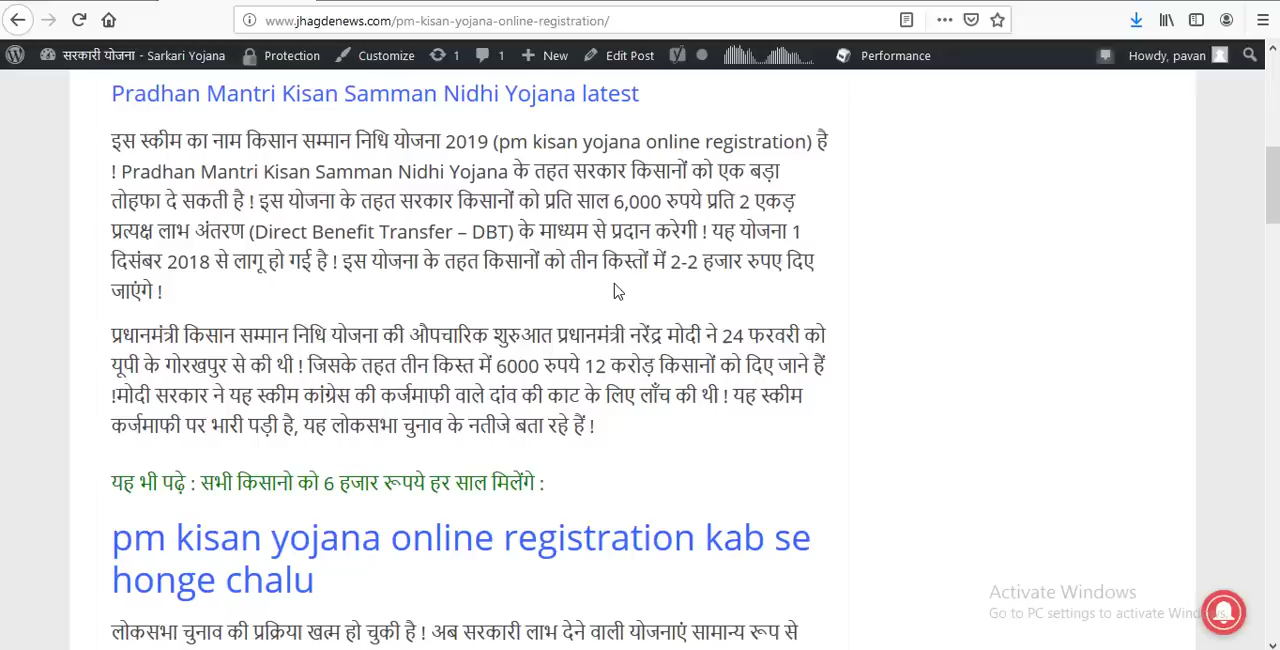 www.jhagdenews.com/pm-kisan-yojana-online-registration/
सरकारी योजना - Sarkari Yojana Protection Customize 1 1 New Edit Post Performance Howdy, pavan
Pradhan Mantri Kisan Samman Nidhi Yojana latest
इस स्कीम का नाम किसान सम्मान निधि योजना 2019 (pm kisan yojana online registration) है
! Pradhan Mantri Kisan Samman Nidhi Yojana के तहत सरकार किसानों को एक बड़ा
तोहफा दे सकती है ! इस योजना के तहत सरकार किसानों को प्रति साल 6,000 रुपये प्रति 2 एकड़
प्रत्यक्ष लाभ अंतरण (Direct Benefit Transfer – DBT) के माध्यम से प्रदान करेगी ! यह योजना 1
दिसंबर 2018 से लागू हो गई है ! इस योजना के तहत किसानों को तीन किस्तों में 2-2 हजार रुपए दिए
जाएंगे !
प्रधानमंत्री किसान सम्मान निधि योजना की औपचारिक शुरुआत प्रधानमंत्री नरेंद्र मोदी ने 24 फरवरी को
यूपी के गोरखपुर से की थी ! जिसके तहत तीन किस्त में 6000 रुपये 12 करोड़ किसानों को दिए जाने हैं
!मोदी सरकार ने यह स्कीम कांग्रेस की कर्जमाफी वाले दांव की काट के लिए लॉंच की थी ! यह स्कीम
कर्जमाफी पर भारी पड़ी है, यह लोकसभा चुनाव के नतीजे बता रहे हैं !
यह भी पढ़े : सभी किसानो को 6 हजार रूपये हर साल मिलेंगे :
pm kisan yojana online registration kab se
honge chalu
लोकसभा चुनाव की प्रक्रिया खत्म हो चुकी है ! अब सरकारी लाभ देने वाली योजनाएं सामान्य रूप से
Activate Windows
Go to PC settings to activate Windows.